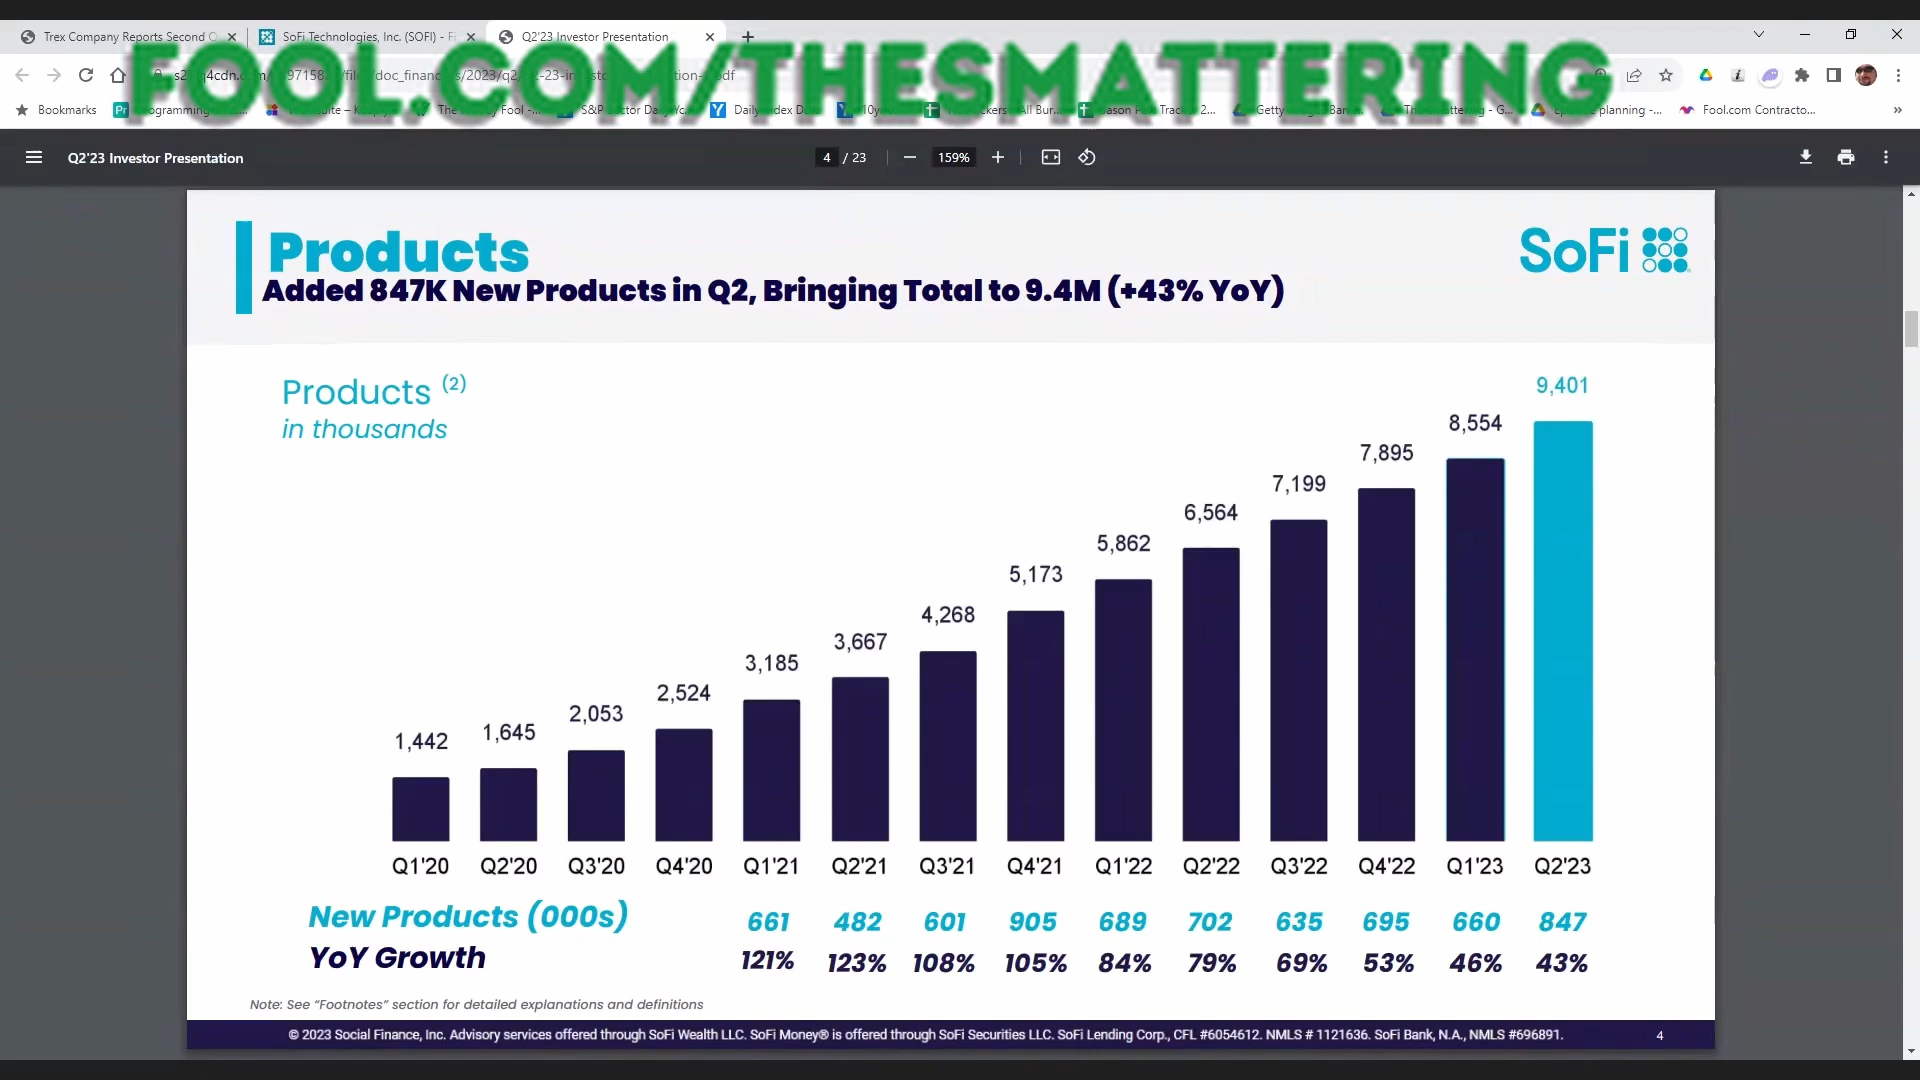 Trex Company Reports Second Q
SoFi Technologies, Inc. (SOFI) - Fi
Q2'23 Investor Presentation
FOOL.COM/THESMATTERING
Bookmarks
Daily Index Da
Fool.com Contracto...
Q2'23 Investor Presentation
4 / 23
159%
Products
SoFi
Added 847K New Products in Q2, Bringing Total to 9.4M (+43% YoY)
Products (2)
in thousands
1,442 1,645 2,053 2,524 3,185 3,667 4,268 5,173 5,862 6,564 7,199 7,895 8,554 9,401
Q1'20 Q2'20 Q3'20 Q4'20 Q1'21 Q2'21 Q3'21 Q4'21 Q1'22 Q2'22 Q3'22 Q4'22 Q1'23 Q2'23
New Products (000s) 661 482 601 905 689 702 635 695 660 847
YoY Growth 121% 123% 108% 105% 84% 79% 69% 53% 46% 43%
Note: See “Footnotes” section for detailed explanations and definitions
© 2023 Social Finance, Inc. Advisory services offered through SoFi Wealth LLC. SoFi Money® is offered through SoFi Securities LLC. SoFi Lending Corp., CFL #6054612. NMLS # 1121636. SoFi Bank, N.A., NMLS #696891.
4